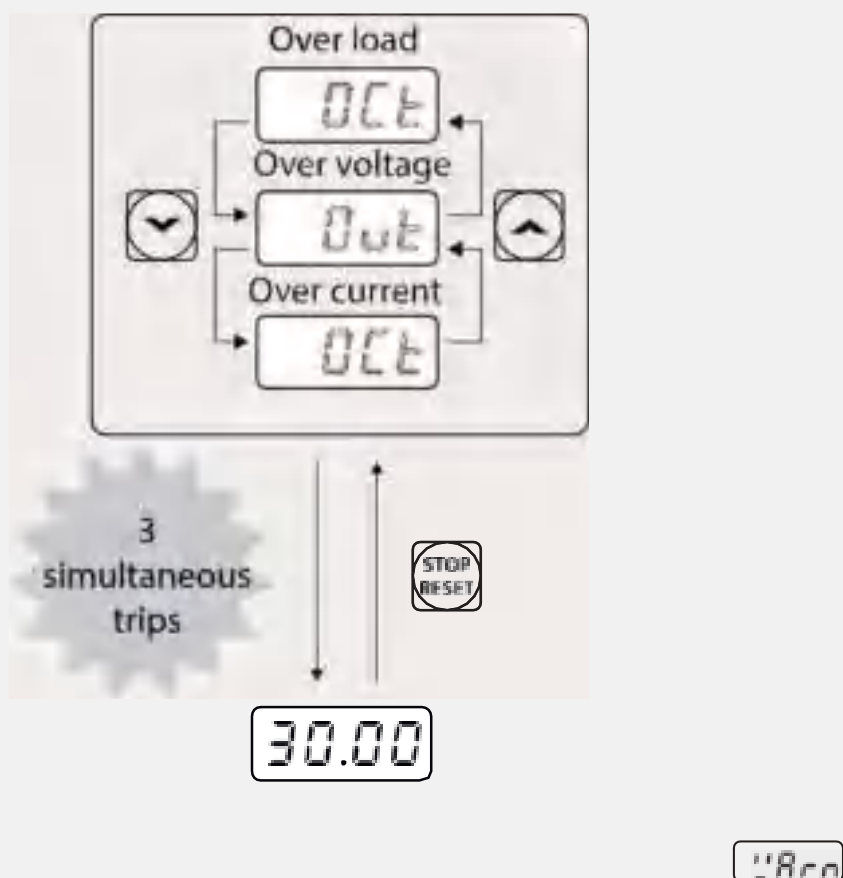 Over load
OCt
Over voltage
Out
Over current
OCt
3
simultaneous
trips
STOP
RESET
30.00